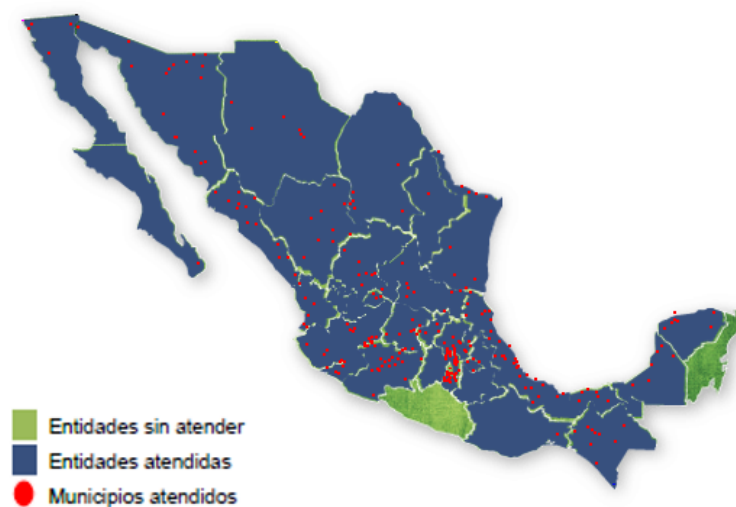 Entidades sin atender
Entidades atendidas
Municipios atendidos